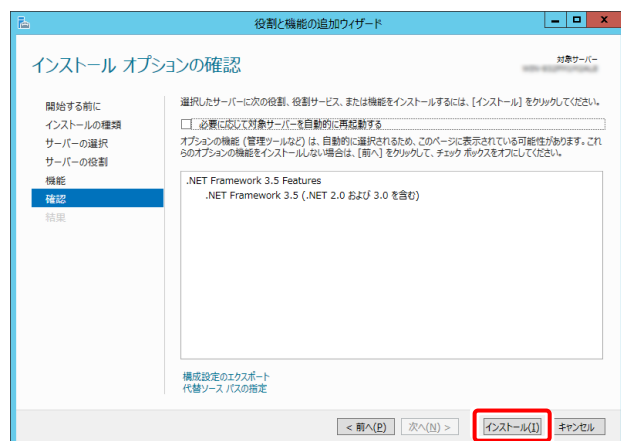 役割と機能の追加ウィザード
インストール オプションの確認
対象サーバー
開始する前に
インストールの種類
サーバーの選択
サーバーの役割
機能
確認
結果
選択したサーバーに次の役割、役割サービス、または機能をインストールするには、[インストール] をクリックしてください。
必要に応じて対象サーバーを自動的に再起動する
オプションの機能 (管理ツールなど) は、自動的に選択されるため、このページに表示されている可能性があります。これ
らのオプションの機能をインストールしない場合は、[前へ] をクリックして、チェック ボックスをオフにしてください。
.NET Framework 3.5 Features
.NET Framework 3.5 (.NET 2.0 および 3.0 を含む)
構成設定のエクスポート
代替ソース パスの指定
< 前へ(P) 次へ(N) > インストール(I) キャンセル